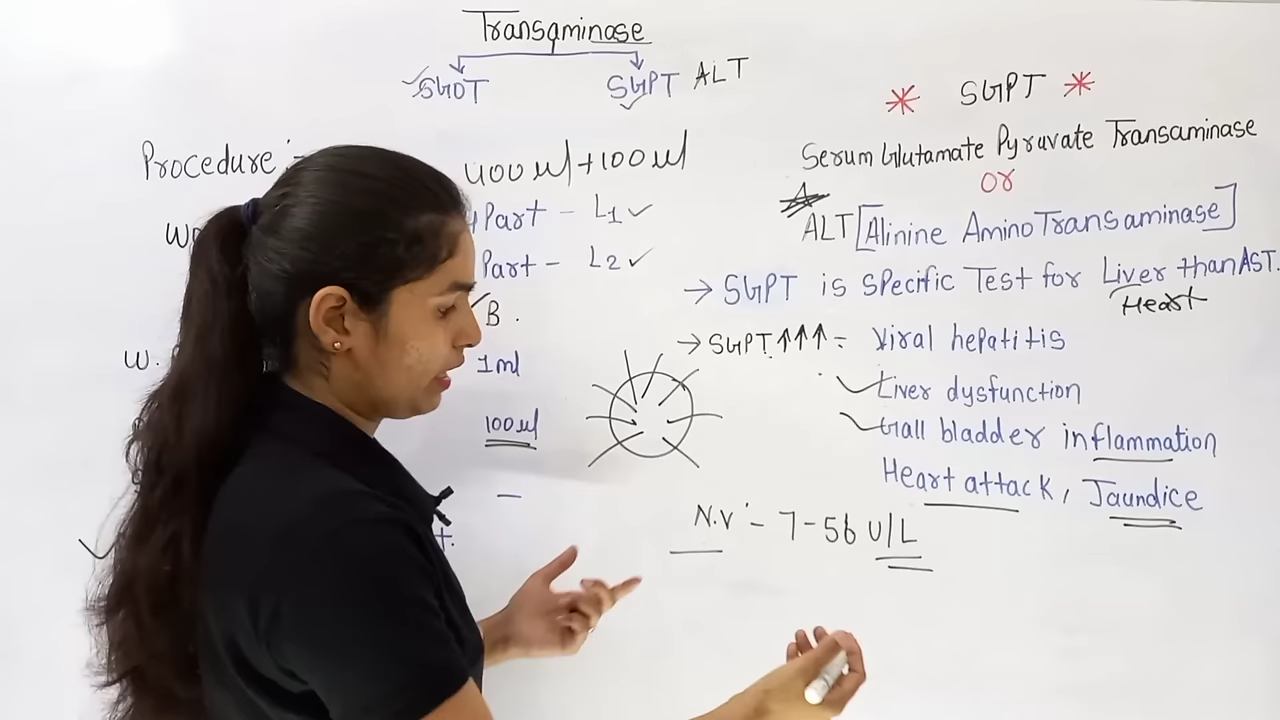 Transaminase
SGOT SGPT ALT
Procedure:-
400 ul + 100 ul
Part - L1 ✓
Part - L2 ✓
B.
W.
1ml
100 ul
-
* SGPT *
Serum Glutamate Pyruvate Transaminase
or
ALT [Alinine AminoTransaminase]
→ SGPT is specific Test for Liver than AST.
Heart
→ SGPT ↑↑↑ = Viral hepatitis
Liver dysfunction
Gall bladder inflammation
Heart attack, Jaundice
N.V :- 7-56 U/L